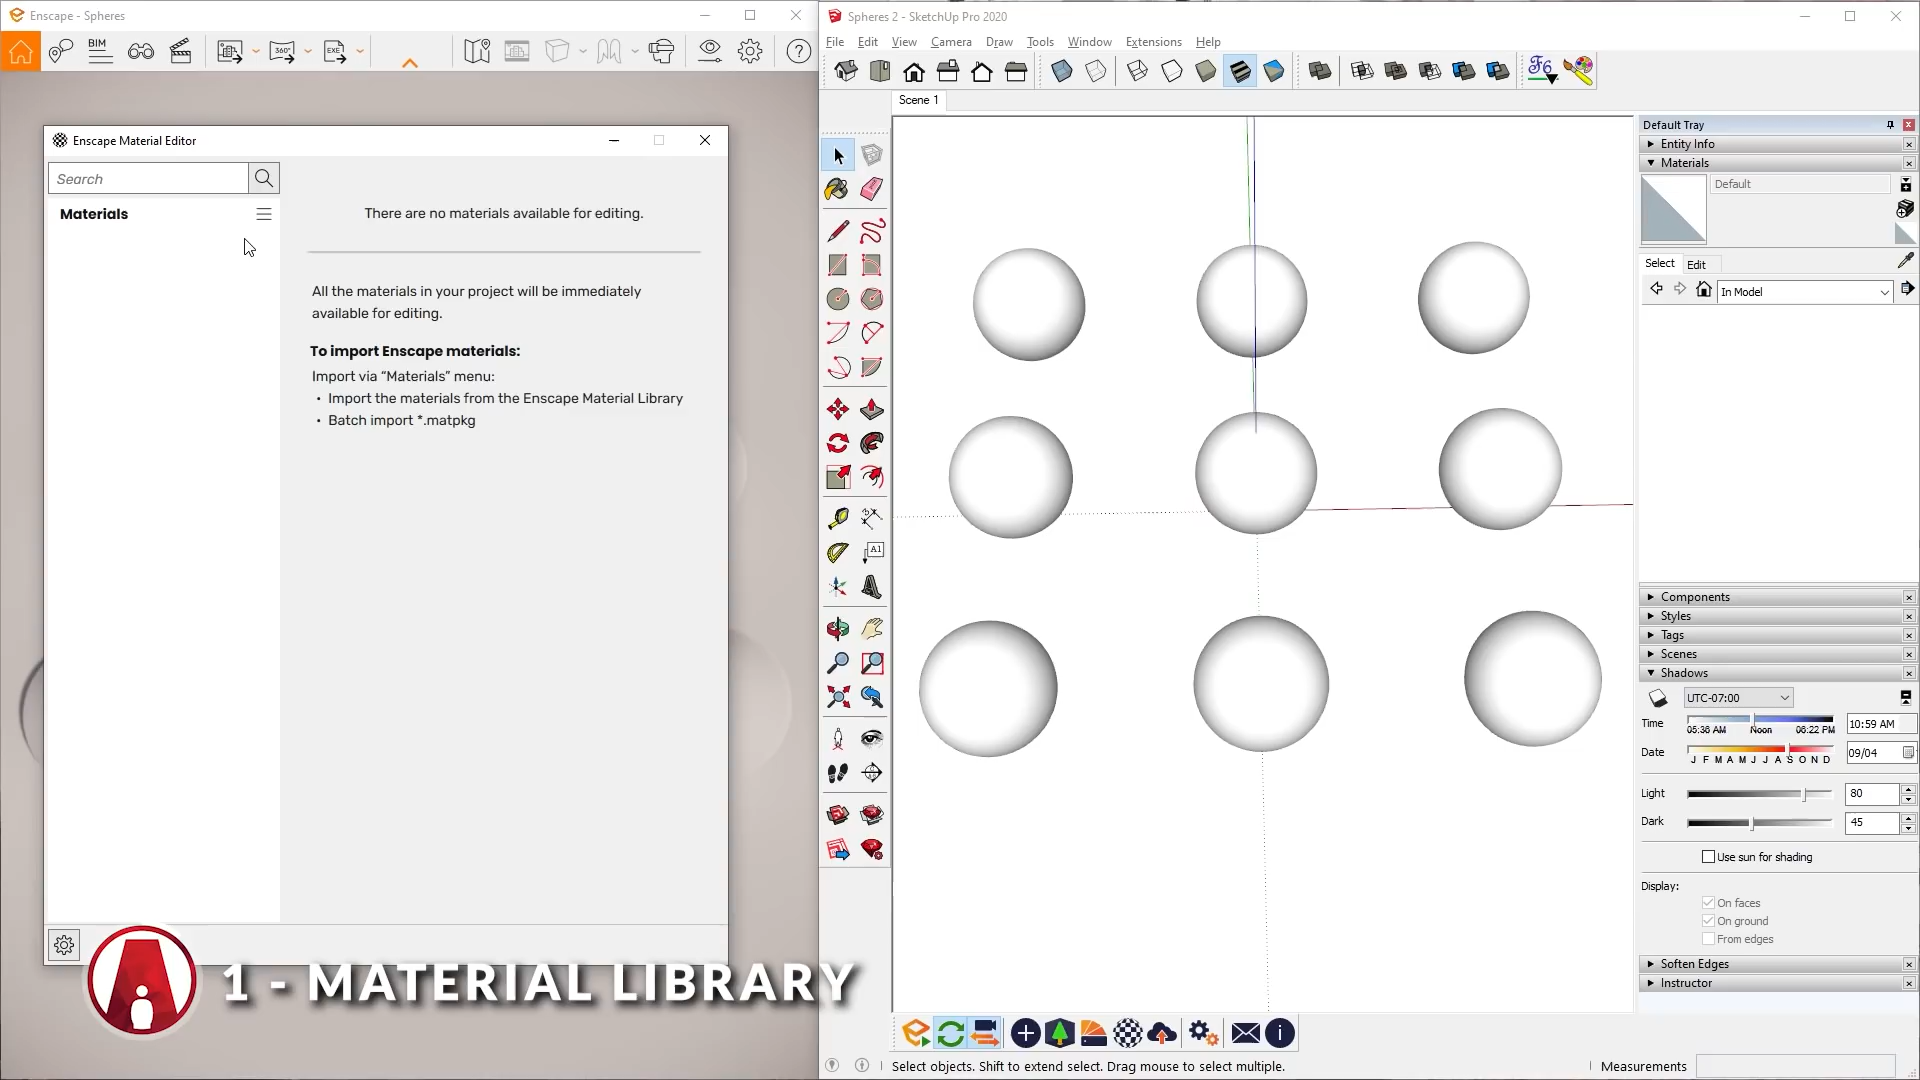 Enscape - Spheres
BIM
360°
EXE
Enscape Material Editor
Search
Materials
There are no materials available for editing.
All the materials in your project will be immediately
available for editing.
To import Enscape materials:
Import via “Materials” menu:
• Import the materials from the Enscape Material Library
• Batch import *.matpkg
1 - MATERIAL LIBRARY
Spheres 2 - SketchUp Pro 2020
File Edit View Camera Draw Tools Window Extensions Help
F6
Scene 1
A1
Default Tray
Entity Info
Materials
Default
Select Edit
In Model
Components
Styles
Tags
Scenes
Shadows
UTC-07:00
Time
05:36 AM Noon 06:22 PM
10:59 AM
Date
J F M A M J J A S O N D
09/04
Light 80
Dark 45
Use sun for shading
Display:
On faces
On ground
From edges
Soften Edges
Instructor
Select objects. Shift to extend select. Drag mouse to select multiple.
Measurements